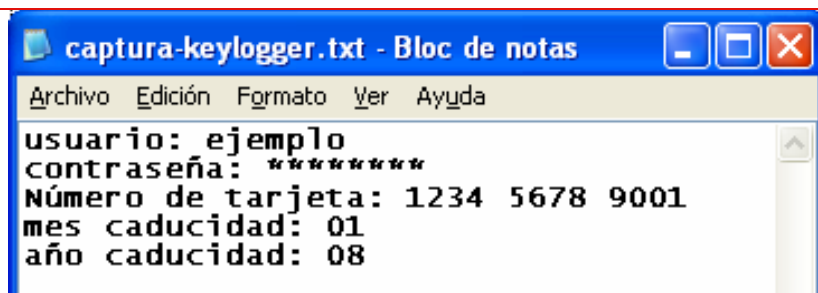 captura-keylogger.txt - Bloc de notas
Archivo Edición Formato Ver Ayuda
usuario: ejemplo
contraseña: ********
Número de tarjeta: 1234 5678 9001
mes caducidad: 01
año caducidad: 08